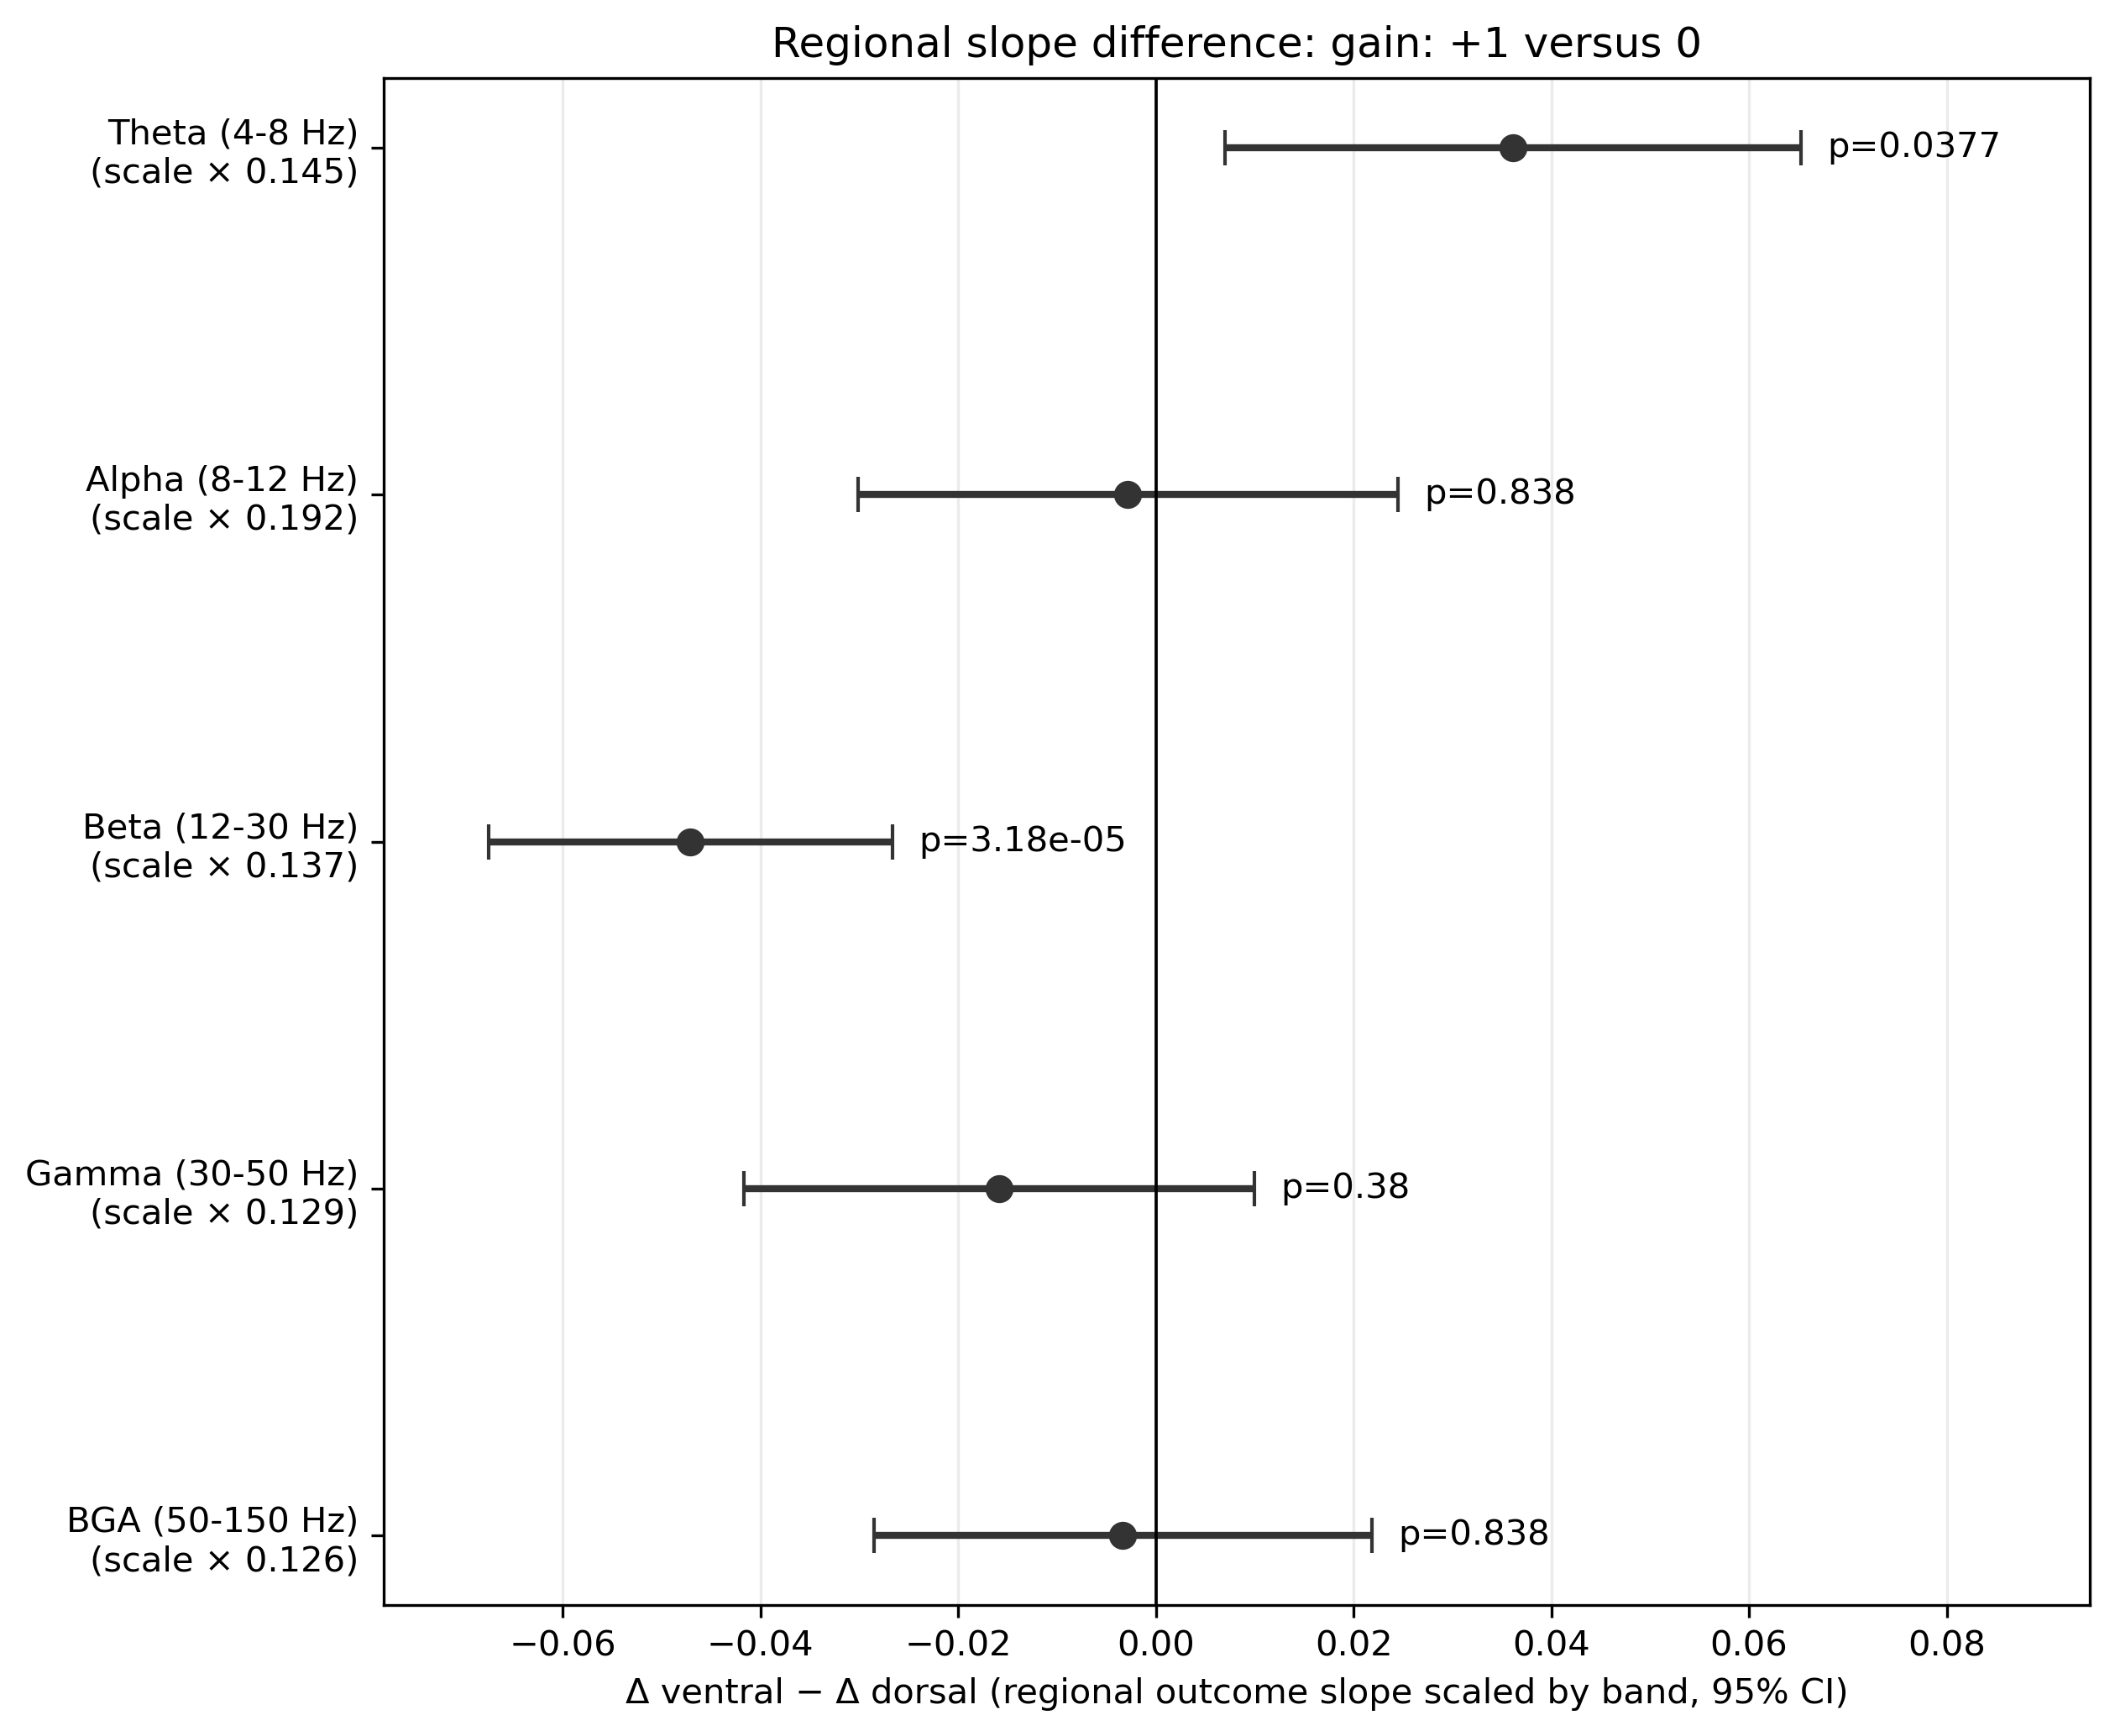 Regional slope difference: gain: +1 versus 0
Theta (4-8 Hz)
(scale × 0.145)
p=0.0377
Alpha (8-12 Hz)
(scale × 0.192)
p=0.838
Beta (12-30 Hz)
(scale × 0.137)
p=3.18e-05
Gamma (30-50 Hz)
(scale × 0.129)
p=0.38
BGA (50-150 Hz)
(scale × 0.126)
p=0.838
−0.06 −0.04 −0.02 0.00 0.02 0.04 0.06 0.08
Δ ventral − Δ dorsal (regional outcome slope scaled by band, 95% CI)